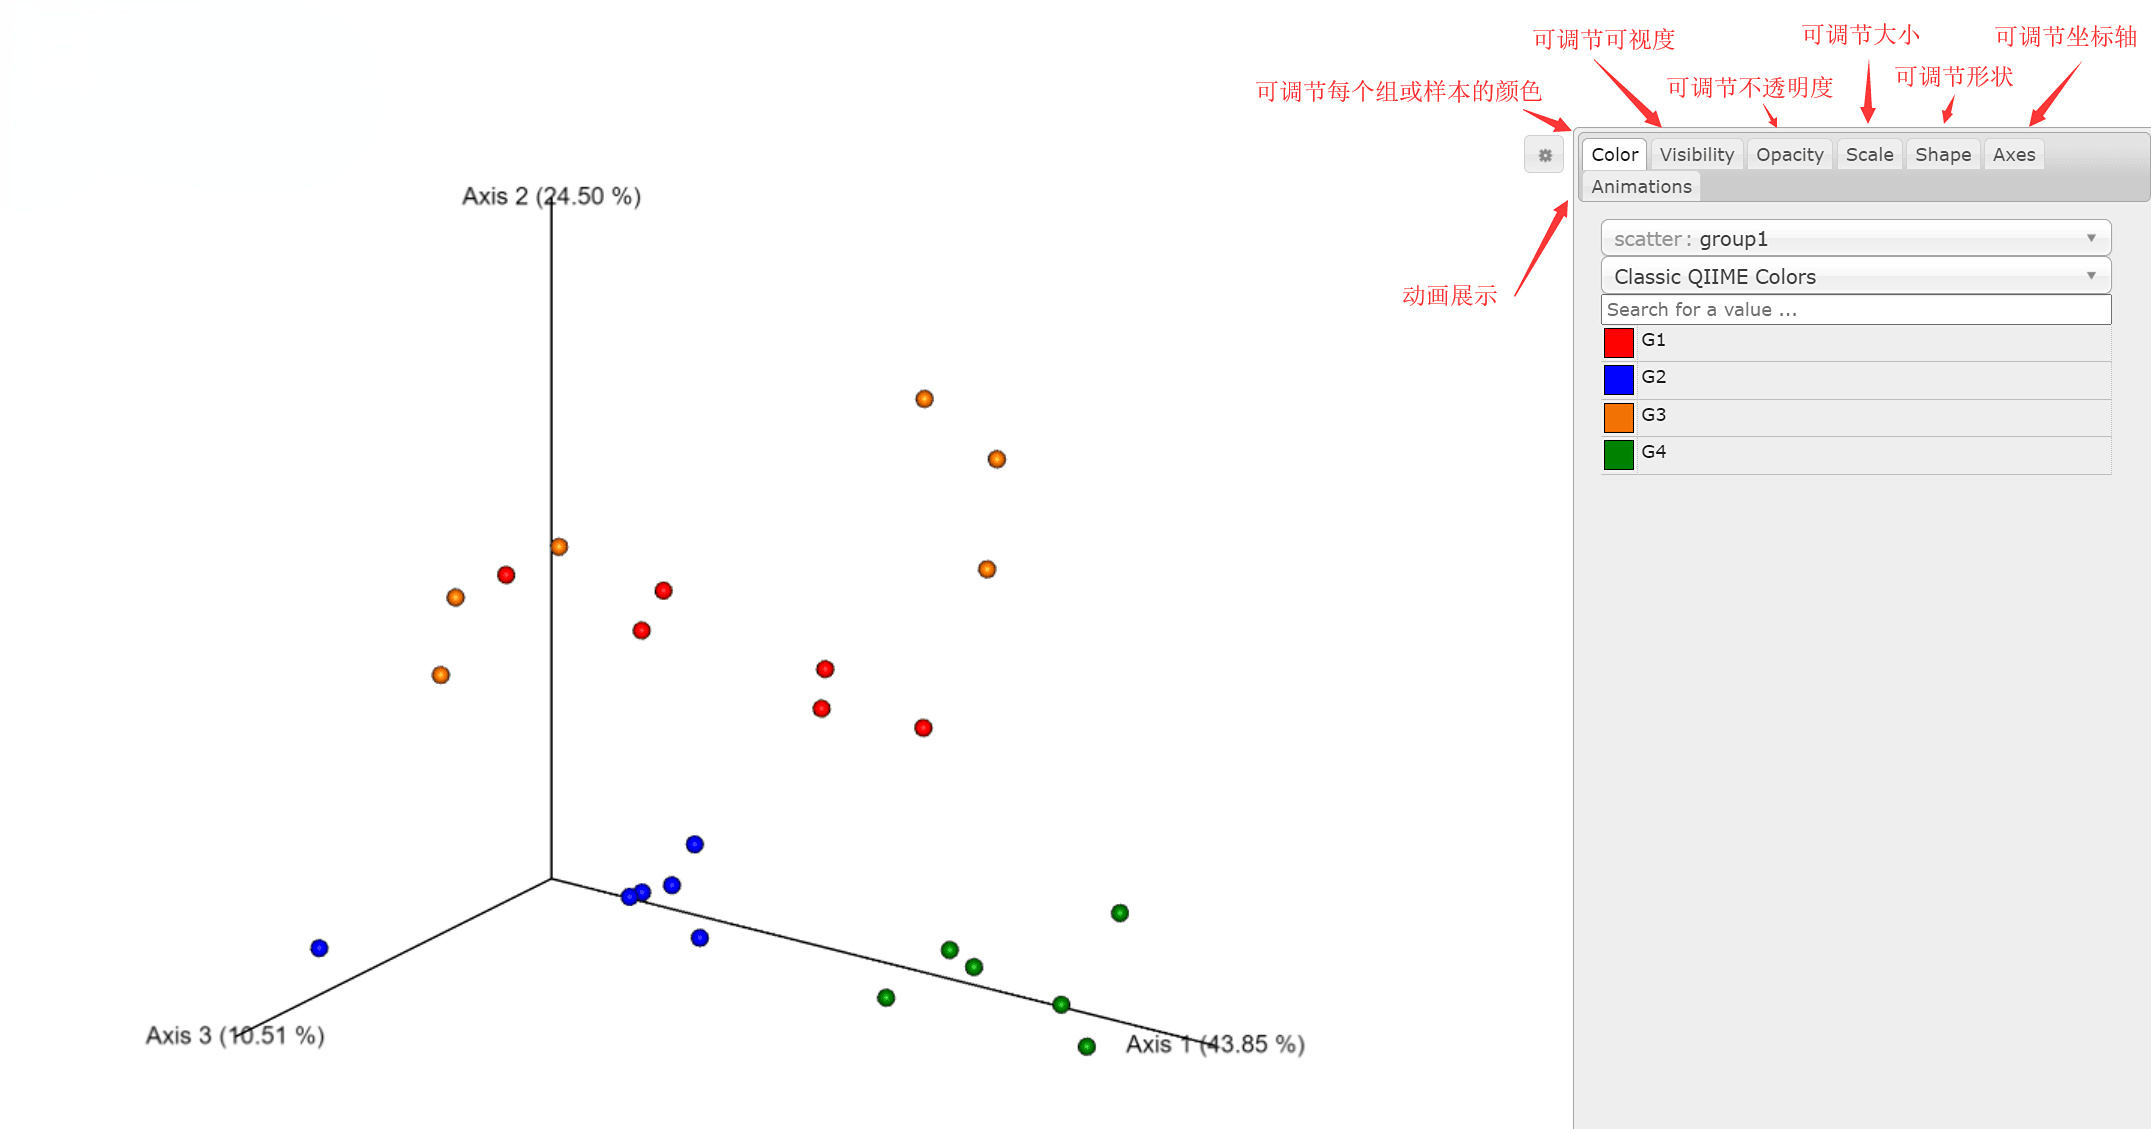 可调节可视度
可调节大小
可调节坐标轴
可调节每个组或样本的颜色
可调节不透明度
可调节形状
Color
Visibility
Opacity
Scale
Shape
Axes
Animations
动画展示
scatter: group1
Classic QIIME Colors
Search for a value ...
G1
G2
G3
G4
Axis 2 (24.50 %)
Axis 3 (10.51 %)
Axis 1 (43.85 %)